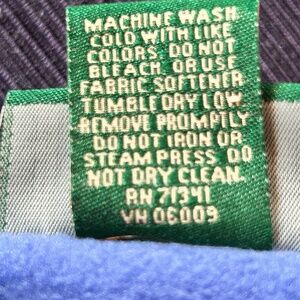 MACHINE WASH
COLD WITH LIKE
COLORS. DO NOT
BLEACH OR USE
FABRIC SOFTENER
TUMBLE DRY LOW
REMOVE PROMPTLY
DO NOT IRON OR
STEAM PRESS. DO
NOT DRY CLEAN.
RN 71341
VH 06009